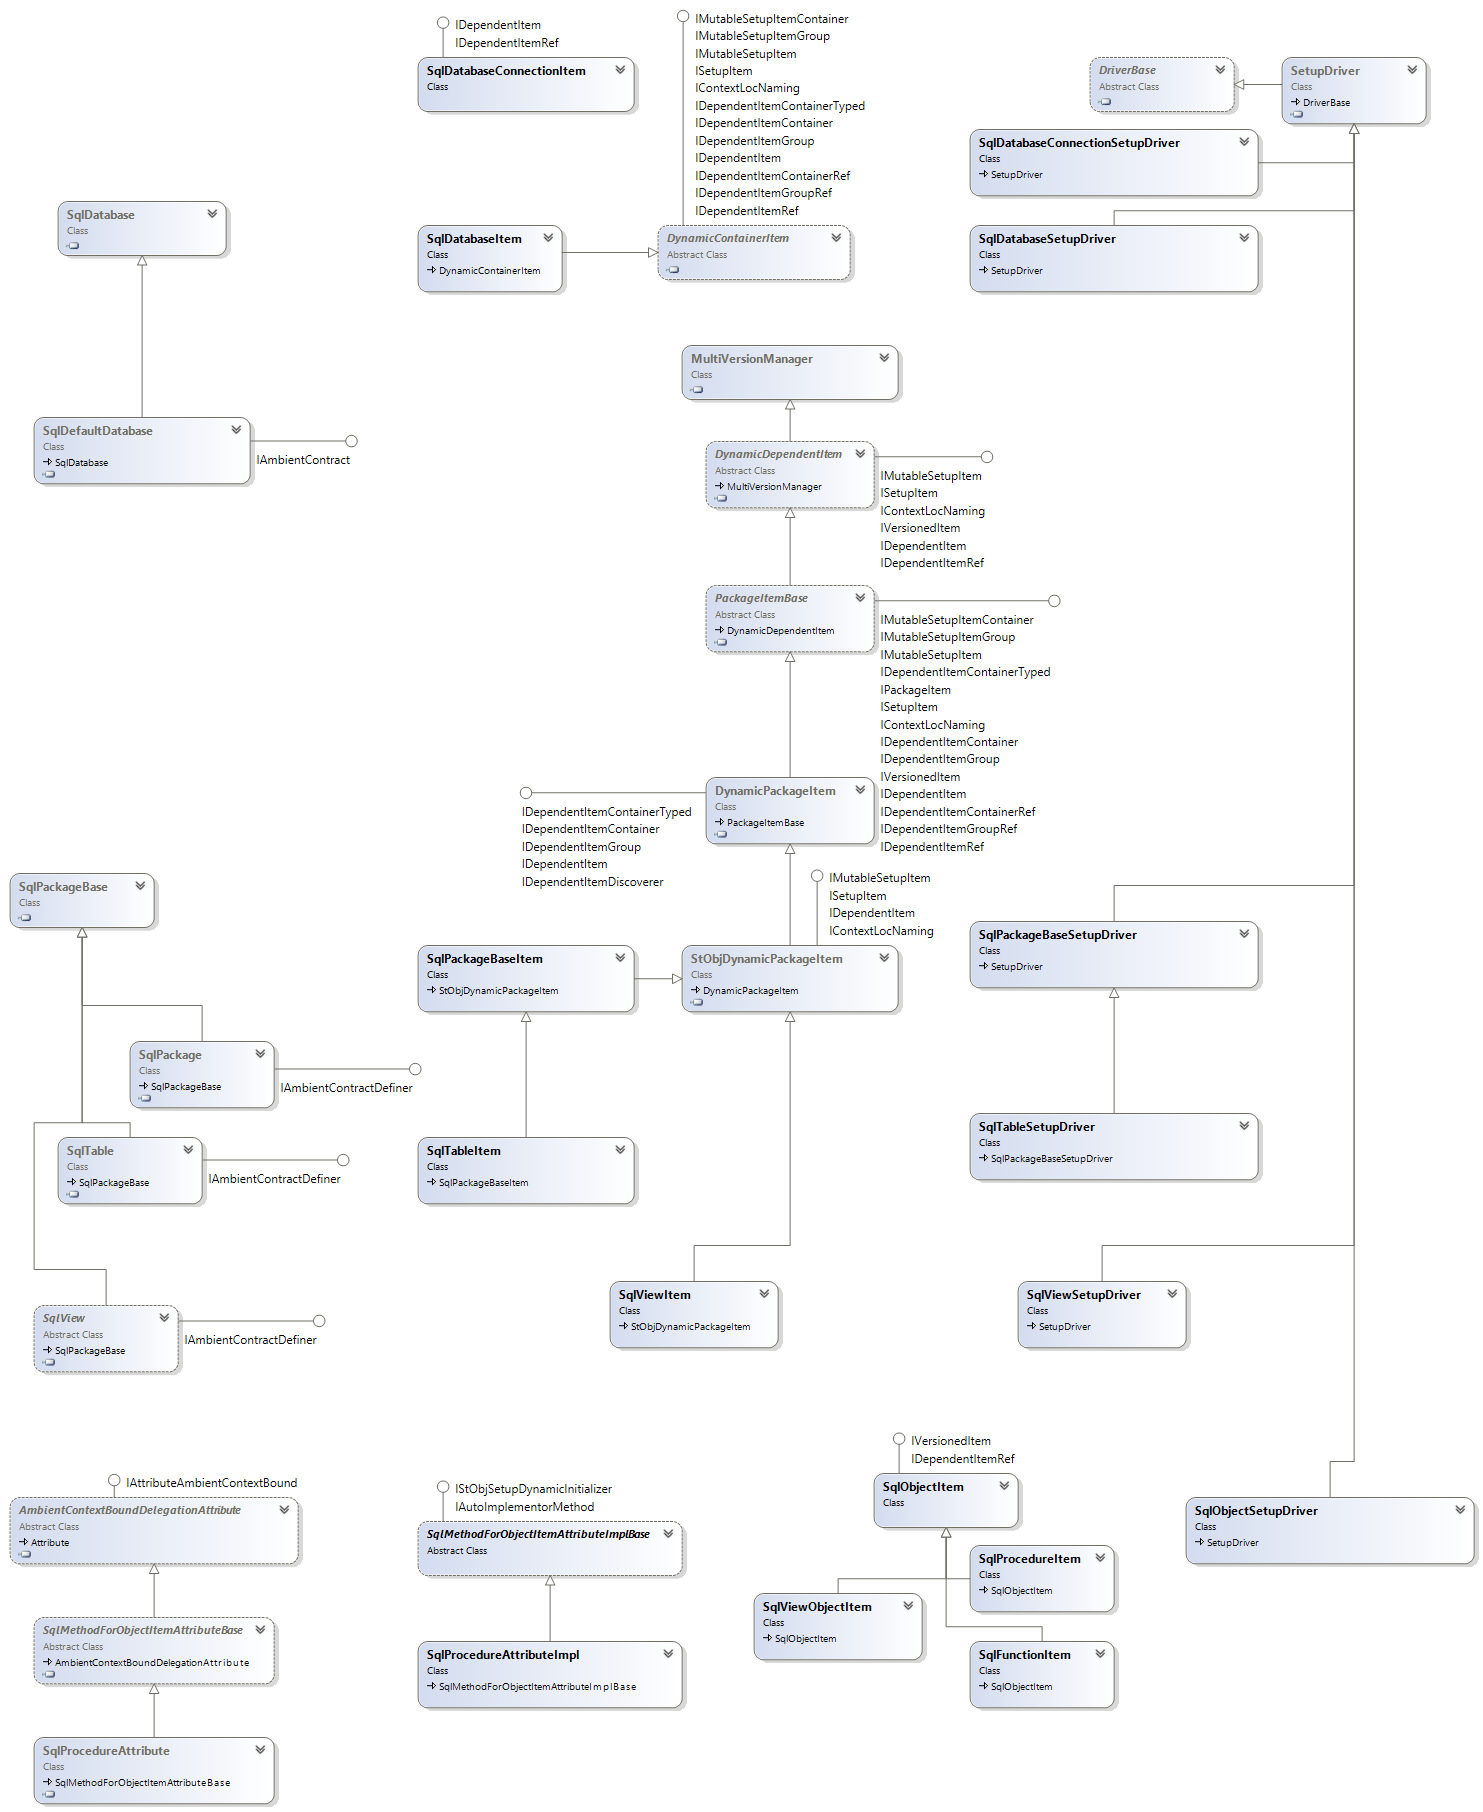 IDependentItem
IDependentItemRef
SqlDatabaseConnectionItem
Class
IMutableSetupItemContainer
IMutableSetupItemGroup
IMutableSetupItem
ISetupItem
IContextLocNaming
IDependentItemContainerTyped
IDependentItemContainer
IDependentItemGroup
IDependentItem
IDependentItemContainerRef
IDependentItemGroupRef
IDependentItemRef
DriverBase
Abstract Class
SetupDriver
Class
DriverBase
SqlDatabaseConnectionSetupDriver
Class
SetupDriver
SqlDatabase
Class
SqlDatabaseItem
Class
DynamicContainerItem
DynamicContainerItem
Abstract Class
SqlDatabaseSetupDriver
Class
SetupDriver
MultiVersionManager
Class
SqlDefaultDatabase
Class
SqlDatabase
IAmbientContract
DynamicDependentItem
Abstract Class
MultiVersionManager
IMutableSetupItem
ISetupItem
IContextLocNaming
IVersionedItem
IDependentItem
IDependentItemRef
PackageItemBase
Abstract Class
DynamicDependentItem
IMutableSetupItemContainer
IMutableSetupItemGroup
IMutableSetupItem
IDependentItemContainerTyped
IPackageItem
ISetupItem
IContextLocNaming
IDependentItemContainer
IDependentItemGroup
IVersionedItem
IDependentItem
IDependentItemContainerRef
IDependentItemGroupRef
IDependentItemRef
DynamicPackageItem
Class
PackageItemBase
IDependentItemContainerTyped
IDependentItemContainer
IDependentItemGroup
IDependentItem
IDependentItemDiscoverer
IMutableSetupItem
ISetupItem
IDependentItem
IContextLocNaming
SqlPackageBase
Class
SqlPackageBaseItem
Class
StObjDynamicPackageItem
StObjDynamicPackageItem
Class
DynamicPackageItem
SqlPackageBaseSetupDriver
Class
SetupDriver
SqlPackage
Class
SqlPackageBase
IAmbientContractDefiner
SqlTable
Class
SqlPackageBase
IAmbientContractDefiner
SqlTableItem
Class
SqlPackageBaseItem
SqlTableSetupDriver
Class
SqlPackageBaseSetupDriver
SqlView
Abstract Class
SqlPackageBase
IAmbientContractDefiner
SqlViewItem
Class
StObjDynamicPackageItem
SqlViewSetupDriver
Class
SetupDriver
IAttributeAmbientContextBound
AmbientContextBoundDelegationAttribute
Abstract Class
Attribute
IStObjSetupDynamicInitializer
IAutoImplementorMethod
SqlMethodForObjectItemAttributeImplBase
Abstract Class
IVersionedItem
IDependentItemRef
SqlObjectItem
Class
SqlObjectSetupDriver
Class
SetupDriver
SqlProcedureItem
Class
SqlObjectItem
SqlViewObjectItem
Class
SqlObjectItem
SqlFunctionItem
Class
SqlObjectItem
SqlMethodForObjectItemAttributeBase
Abstract Class
AmbientContextBoundDelegationAttribute
SqlProcedureAttributeImpl
Class
SqlMethodForObjectItemAttributeImplBase
SqlProcedureAttribute
Class
SqlMethodForObjectItemAttributeBase